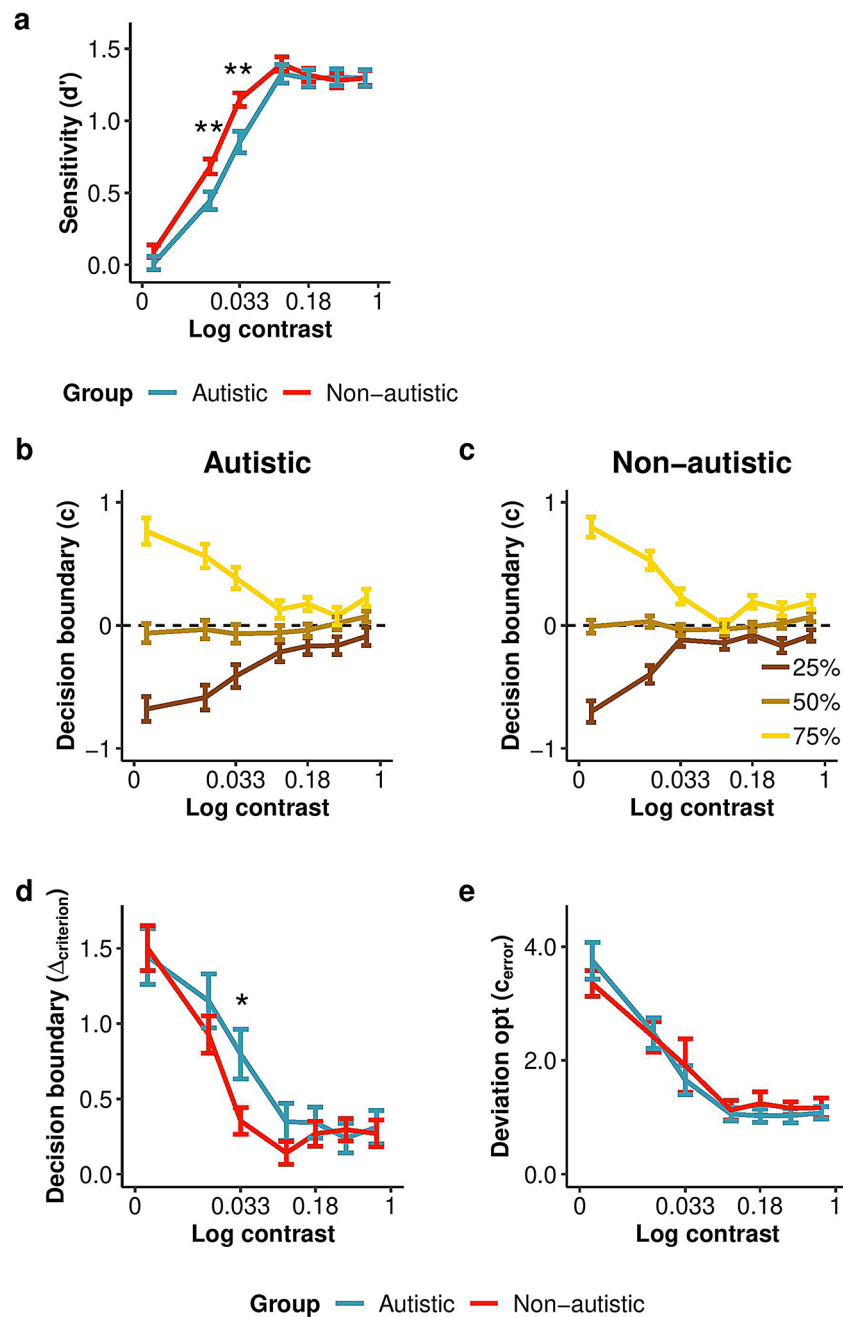 a
Sensitivity (d')
1.5
1.0
0.5
0.0
**
**
0 0.033 0.18 1
Log contrast
Group Autistic Non−autistic
b
Autistic
Decision boundary (c)
1
0
−1
0 0.033 0.18 1
Log contrast
c
Non−autistic
Decision boundary (c)
1
0
−1
25%
50%
75%
0 0.033 0.18 1
Log contrast
d
Decision boundary (Δcriterion)
1.5
1.0
0.5
0.0
*
0 0.033 0.18 1
Log contrast
e
Deviation opt (cerror)
4.0
2.0
0.0
0 0.033 0.18 1
Log contrast
Group Autistic Non−autistic